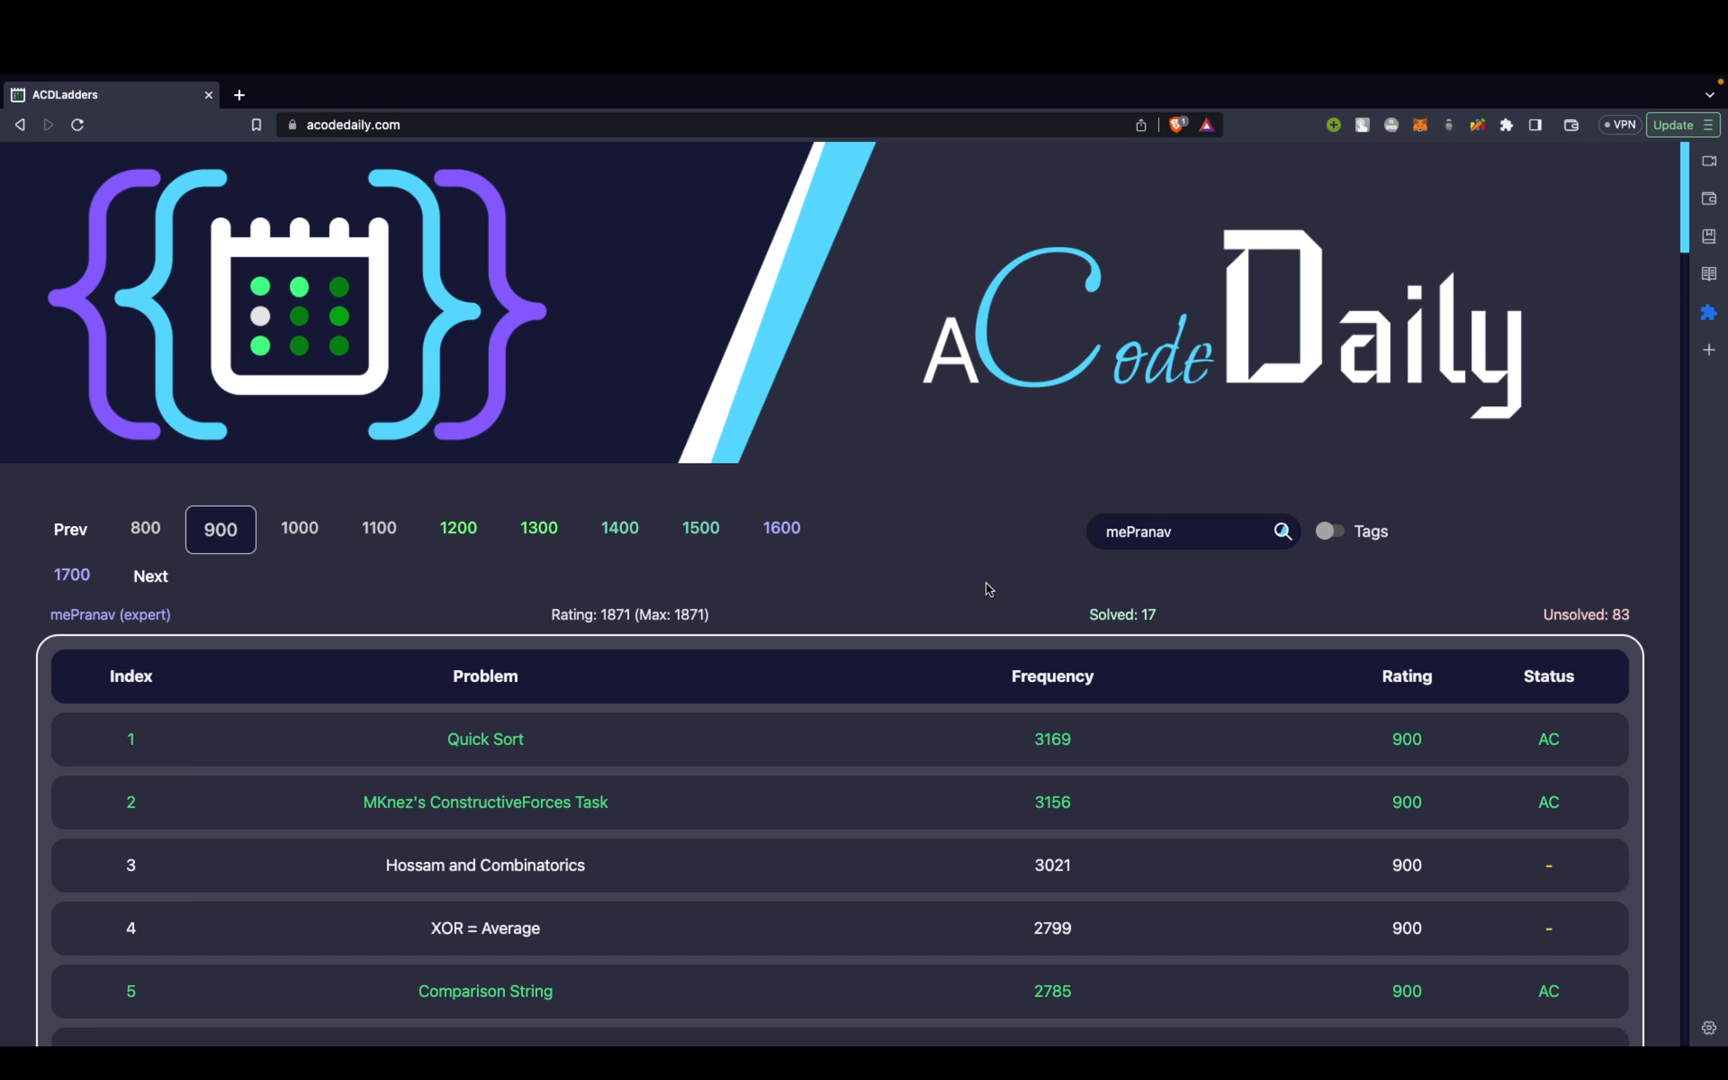 ACDLadders
acodedaily.com
1
VPN
Update
ACodeDaily
Prev 800 900 1000 1100 1200 1300 1400 1500 1600
mePranav
Tags
1700 Next
mePranav (expert) Rating: 1871 (Max: 1871) Solved: 17 Unsolved: 83
Index Problem Frequency Rating Status
1 Quick Sort 3169 900 AC
2 MKnez's ConstructiveForces Task 3156 900 AC
3 Hossam and Combinatorics 3021 900 -
4 XOR = Average 2799 900 -
5 Comparison String 2785 900 AC